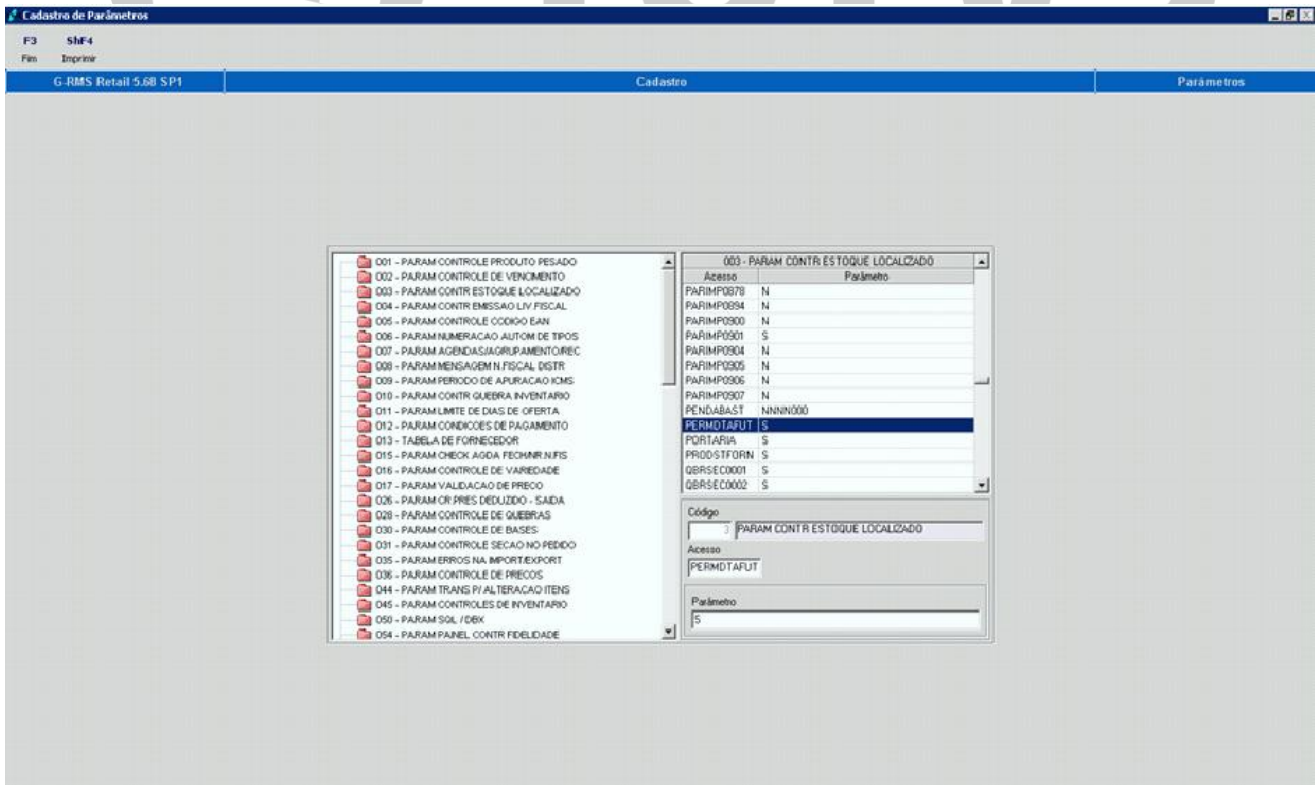 Cadastro de Parâmetros
F3 ShF4
Fim Imprimir
G-RMS Retail 5.68 SP1 Cadastro Parâmetros
001 - PARAM CONTROLE PRODUTO PESADO
002 - PARAM CONTROLE DE VENCIMENTO
003 - PARAM CONTR ESTOQUE LOCALIZADO
004 - PARAM CONTR EMISSAO LIV FISCAL
005 - PARAM CONTROLE CODIGO EAN
006 - PARAM NUMERACAO AUTOM DE TIPOS
007 - PARAM AGENDAS/AGRUPAMENTO/REC
008 - PARAM MENSAGEM N.FISCAL DISTR
009 - PARAM PERIODO DE APURACAO ICMS
010 - PARAM CONTR QUEBRA INVENTARIO
011 - PARAM LIMITE DE DIAS DE OFERTA
012 - PARAM CONDICOES DE PAGAMENTO
013 - TABELA DE FORNECEDOR
015 - PARAM CHECK AGDA FECH/NR.N.FIS
016 - PARAM CONTROLE DE VARIEDADE
017 - PARAM VALIDACAO DE PRECO
026 - PARAM CR PRES DEDUZIDO - SAIDA
028 - PARAM CONTROLE DE QUEBRAS
030 - PARAM CONTROLE DE BASES
031 - PARAM CONTROLE SECAO NO PEDIDO
035 - PARAM ERROS NA IMPORT/EXPORT
036 - PARAM CONTROLE DE PRECOS
044 - PARAM TRANS P/ ALTERACAO ITENS
045 - PARAM CONTROLES DE INVENTARIO
050 - PARAM SQL / DBX
054 - PARAM PAINEL CONTR FIDELIDADE
003 - PARAM CONTR ESTOQUE LOCALIZADO
Acesso Parâmetro
PARIMP0878 N
PARIMP0894 N
PARIMP0900 N
PARIMP0901 S
PARIMP0904 N
PARIMP0905 N
PARIMP0906 N
PARIMP0907 N
PENDABAST NNNN000
PERMDTAFUT S
PORTARIA S
PRODSTFORN S
QBRSEC0001 S
QBRSEC0002 S
Código
3 PARAM CONTR ESTOQUE LOCALIZADO
Acesso
PERMDTAFUT
Parâmetro
S